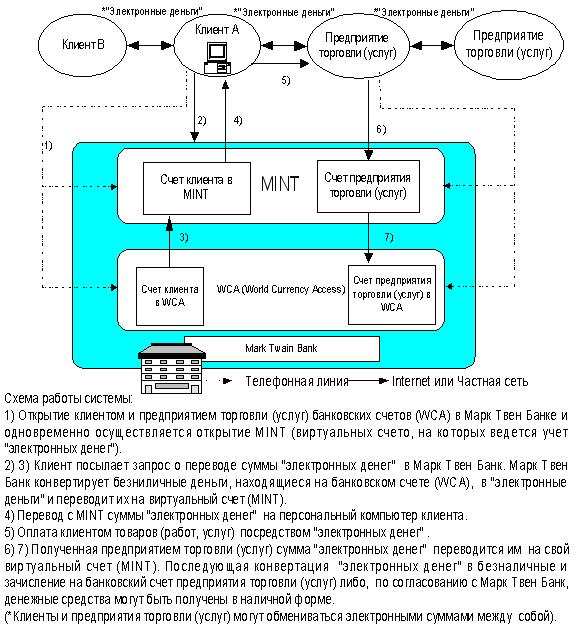 *"Электронные деньги"
*"Электронные деньги"
*"Электронные деньги"
Клиент В
Клиент А
Предприятие
торговли (услуг)
Предприятие
торговли (услуг)
5)
2)
4)
6)
1)
Счет клиента в
MINT
MINT
Счет предприятия
торговли (услуг)
3)
7)
Счет клиента
в WCA
WCA (World Currency Access)
Счет предприятия
торговли (услуг) в
WCA
Mark Twain Bank
Телефонная линия
Internet или Частная сеть
Схема работы системы:
1) Открытие клиентом и предприятием торговли (услуг) банковских счетов (WCA) в Марк Твен Банке и
одновременно осуществляется открытие MINT (виртуальных счето, на которых ведется учет
"электронных денег").
2) 3) Клиент посылает запрос о переводе суммы "электронных денег" в Марк Твен Банк. Марк Твен
Банк конвертирует безниличные деньги, находящиеся на банковском счете (WCA), в "электронные
деньги" и переводит их на виртуальный счет (MINT).
4) Перевод с MINT суммы "электронных денег" на персональный компьютер клиента.
5) Оплата клиентом товаров (работ, услуг) посредством "электронных денег" .
6) 7) Полученная предприятием торговли (услуг) сумма "электронных денег" переводится им на свой
виртуальный счет (MINT). Последующая конвертация "электронных денег" в безналичные и
зачисление на банковский счет предприятия торговли (услуг) либо, по согласованию с Марк Твен Банк,
денежные средства могут быть получены в наличной форме.
(*Клиенты и предприятия торговли (услуг) могут обмениваться электронными суммами между собой).